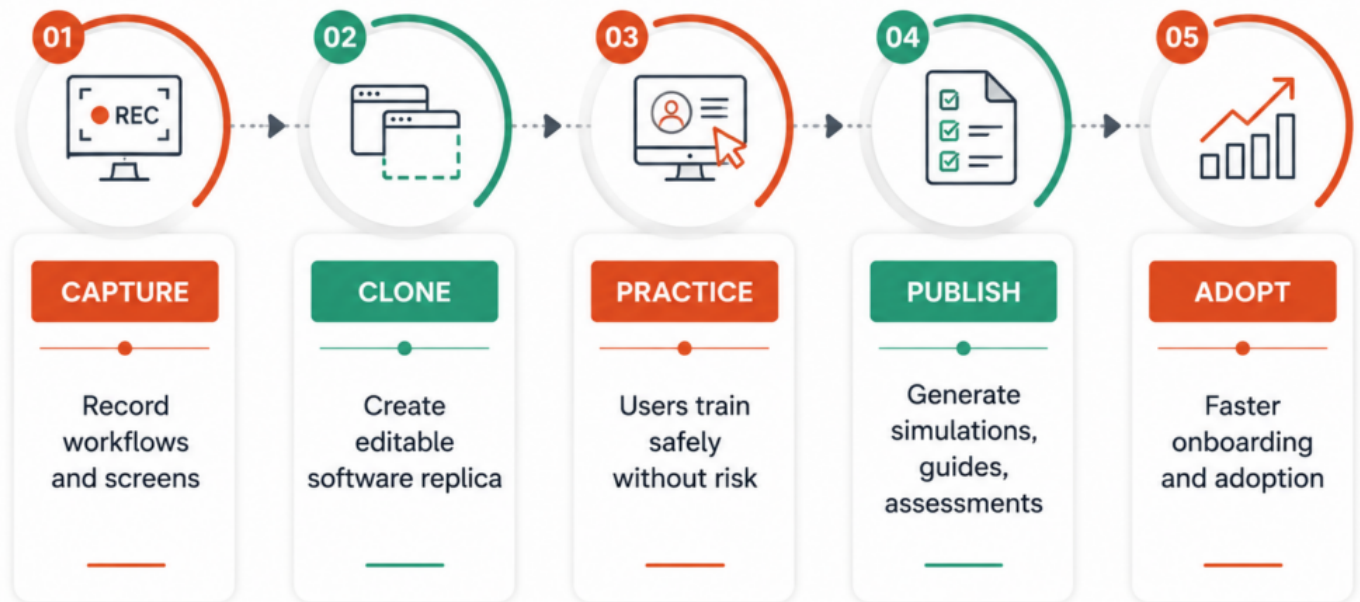 01
REC
02
03
04
05
CAPTURE
Record
workflows
and screens
CLONE
Create
editable
software replica
PRACTICE
Users train
safely
without risk
PUBLISH
Generate
simulations,
guides,
assessments
ADOPT
Faster
onboarding
and adoption